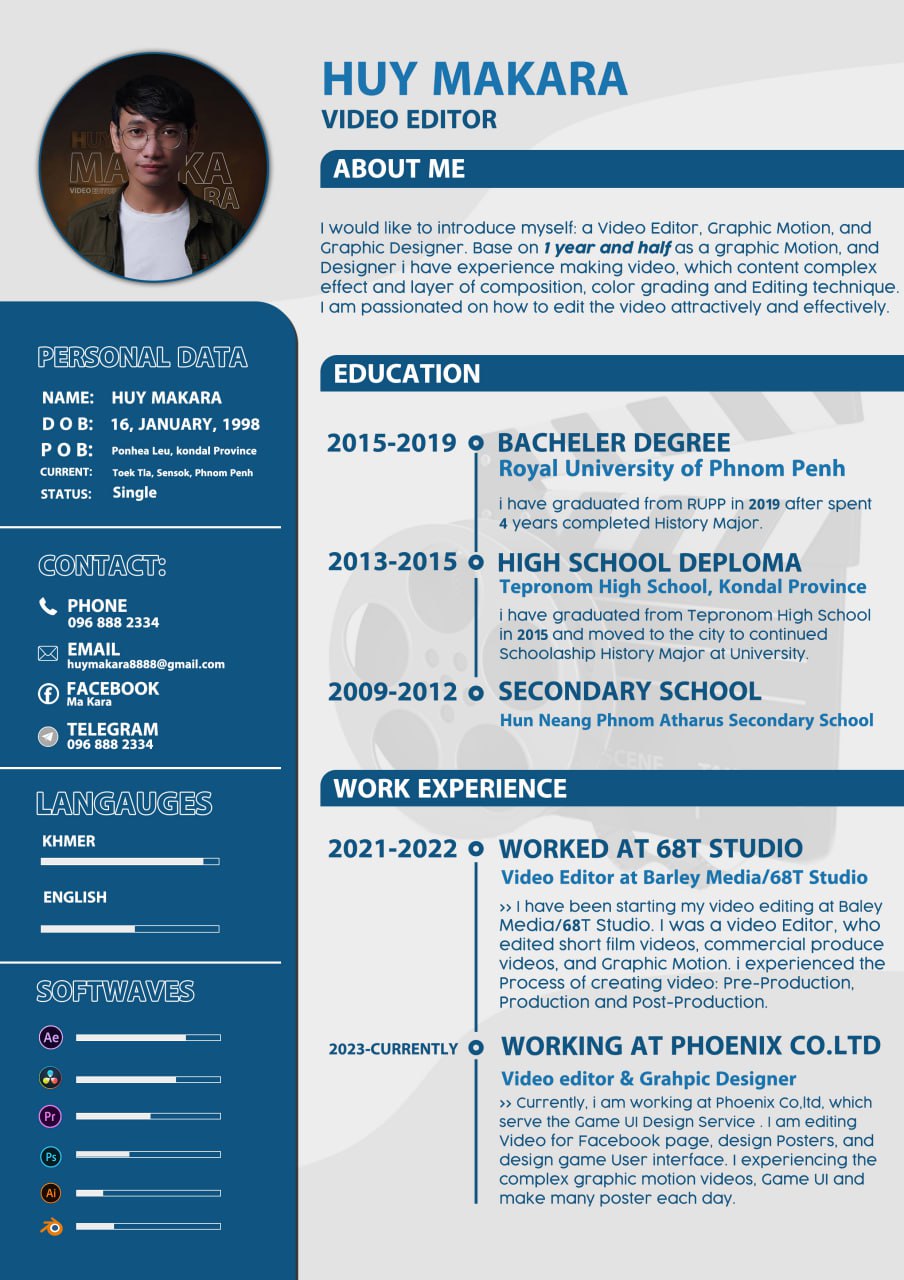 HUY MAKARA
VIDEO EDITOR
HUY
MAKARA
VIDEO EDITOR
RA
ABOUT ME
I would like to introduce myself: a Video Editor, Graphic Motion, and
Graphic Designer. Base on 1 year and half as a graphic Motion, and
Designer i have experience making video, which content complex
effect and layer of composition, color grading and Editing technique.
I am passionated on how to edit the video attractively and effectively.
PERSONAL DATA
NAME: HUY MAKARA
D O B: 16, JANUARY, 1998
P O B: Ponhea Leu, kondal Province
CURRENT: Toek Tla, Sensok, Phnom Penh
STATUS: Single
CONTACT:
PHONE
096 888 2334
EMAIL
huymakara8888@gmail.com
FACEBOOK
Ma Kara
TELEGRAM
096 888 2334
LANGAUGES
KHMER
ENGLISH
SOFTWAVES
Ae
Pr
Ps
Ai
EDUCATION
2015-2019 BACHELER DEGREE
Royal University of Phnom Penh
i have graduated from RUPP in 2019 after spent
4 years completed History Major.
2013-2015 HIGH SCHOOL DEPLOMA
Tepronom High School, Kondal Province
i have graduated from Tepronom High School
in 2015 and moved to the city to continued
Schoolaship History Major at University.
2009-2012 SECONDARY SCHOOL
Hun Neang Phnom Atharus Secondary School
SCENE
WORK EXPERIENCE
2021-2022 WORKED AT 68T STUDIO
Video Editor at Barley Media/68T Studio
›› I have been starting my video editing at Baley
Media/68T Studio. I was a video Editor, who
edited short film videos, commercial produce
videos, and Graphic Motion. i experienced the
Process of creating video: Pre-Production,
Production and Post-Production.
2023-CURRENTLY WORKING AT PHOENIX CO.LTD
Video editor & Grahpic Designer
›› Currently, i am working at Phoenix Co,ltd, which
serve the Game UI Design Service . I am editing
Video for Facebook page, design Posters, and
design game User interface. I experiencing the
complex graphic motion videos, Game UI and
make many poster each day.